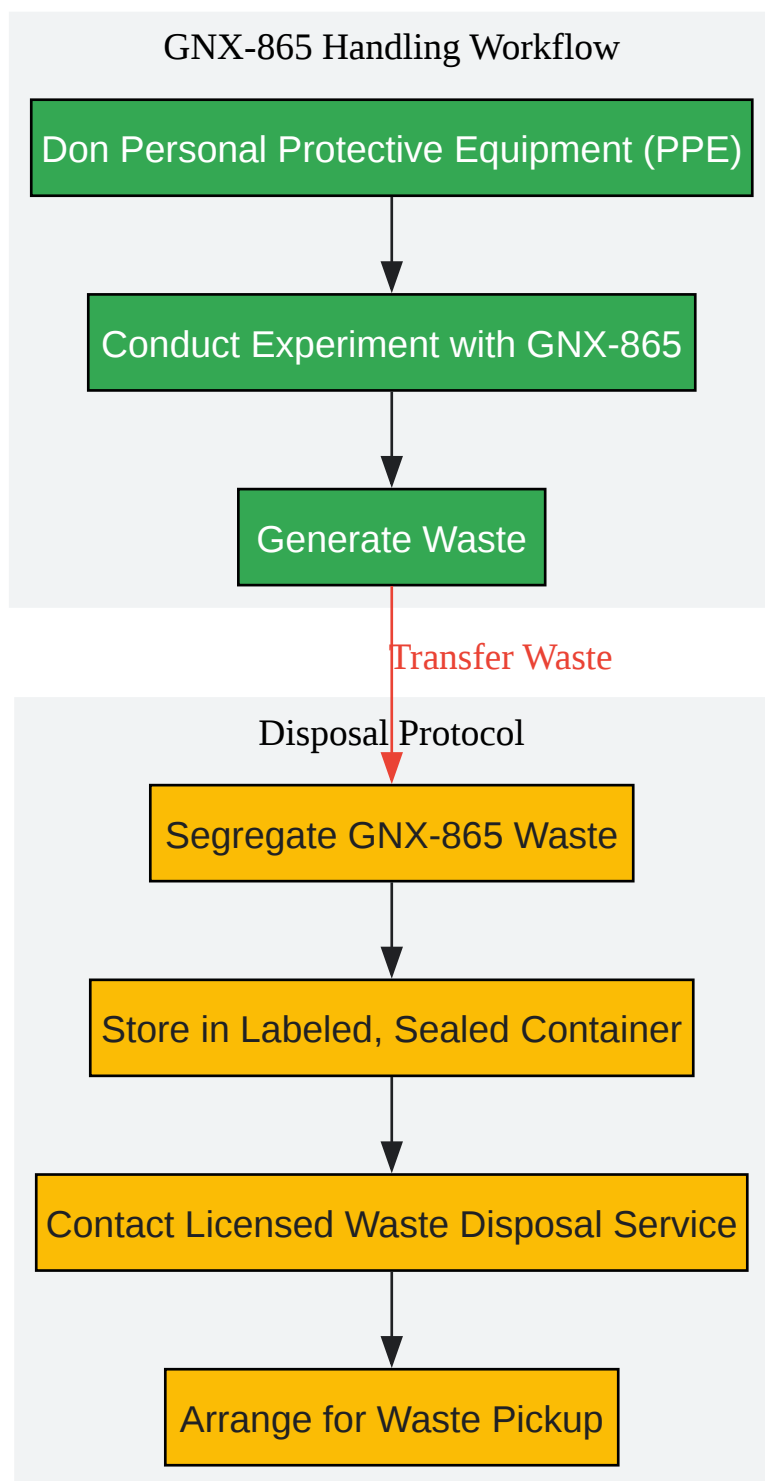 GNX-865 Handling Workflow
Don Personal Protective Equipment (PPE)
Conduct Experiment with GNX-865
Generate Waste
Transfer Waste
Disposal Protocol
Segregate GNX-865 Waste
Store in Labeled, Sealed Container
Contact Licensed Waste Disposal Service
Arrange for Waste Pickup